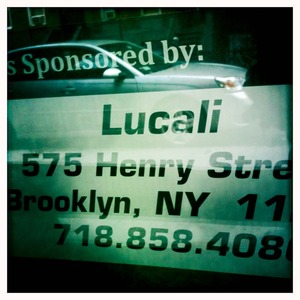 s Sponsored by:
Lucali
575 Henry Stre
Brooklyn, NY 11
718.858.408